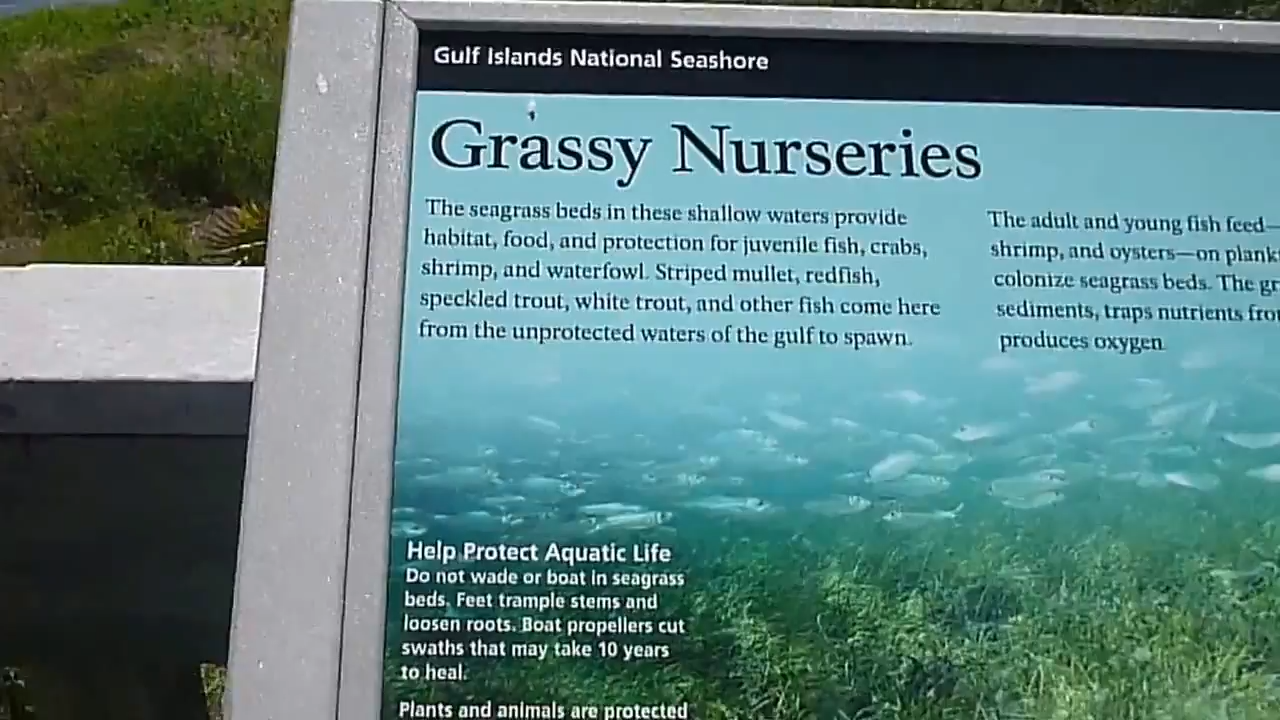 Gulf Islands National Seashore
Grassy Nurseries
The seagrass beds in these shallow waters provide
habitat, food, and protection for juvenile fish, crabs,
shrimp, and waterfowl. Striped mullet, redfish,
speckled trout, white trout, and other fish come here
from the unprotected waters of the gulf to spawn.
The adult and young fish feed—
shrimp, and oysters—on plank
colonize seagrass beds. The gr
sediments, traps nutrients fro
produces oxygen.
Help Protect Aquatic Life
Do not wade or boat in seagrass
beds. Feet trample stems and
loosen roots. Boat propellers cut
swaths that may take 10 years
to heal.
Plants and animals are protected